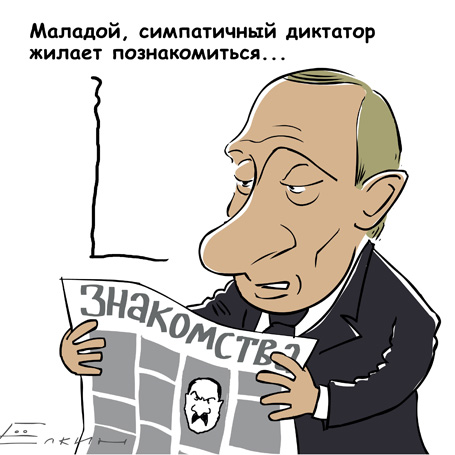 Маладой, симпатичный диктатор
жилает познакомиться...
ЗНАКОМСТВА
Ёлкин